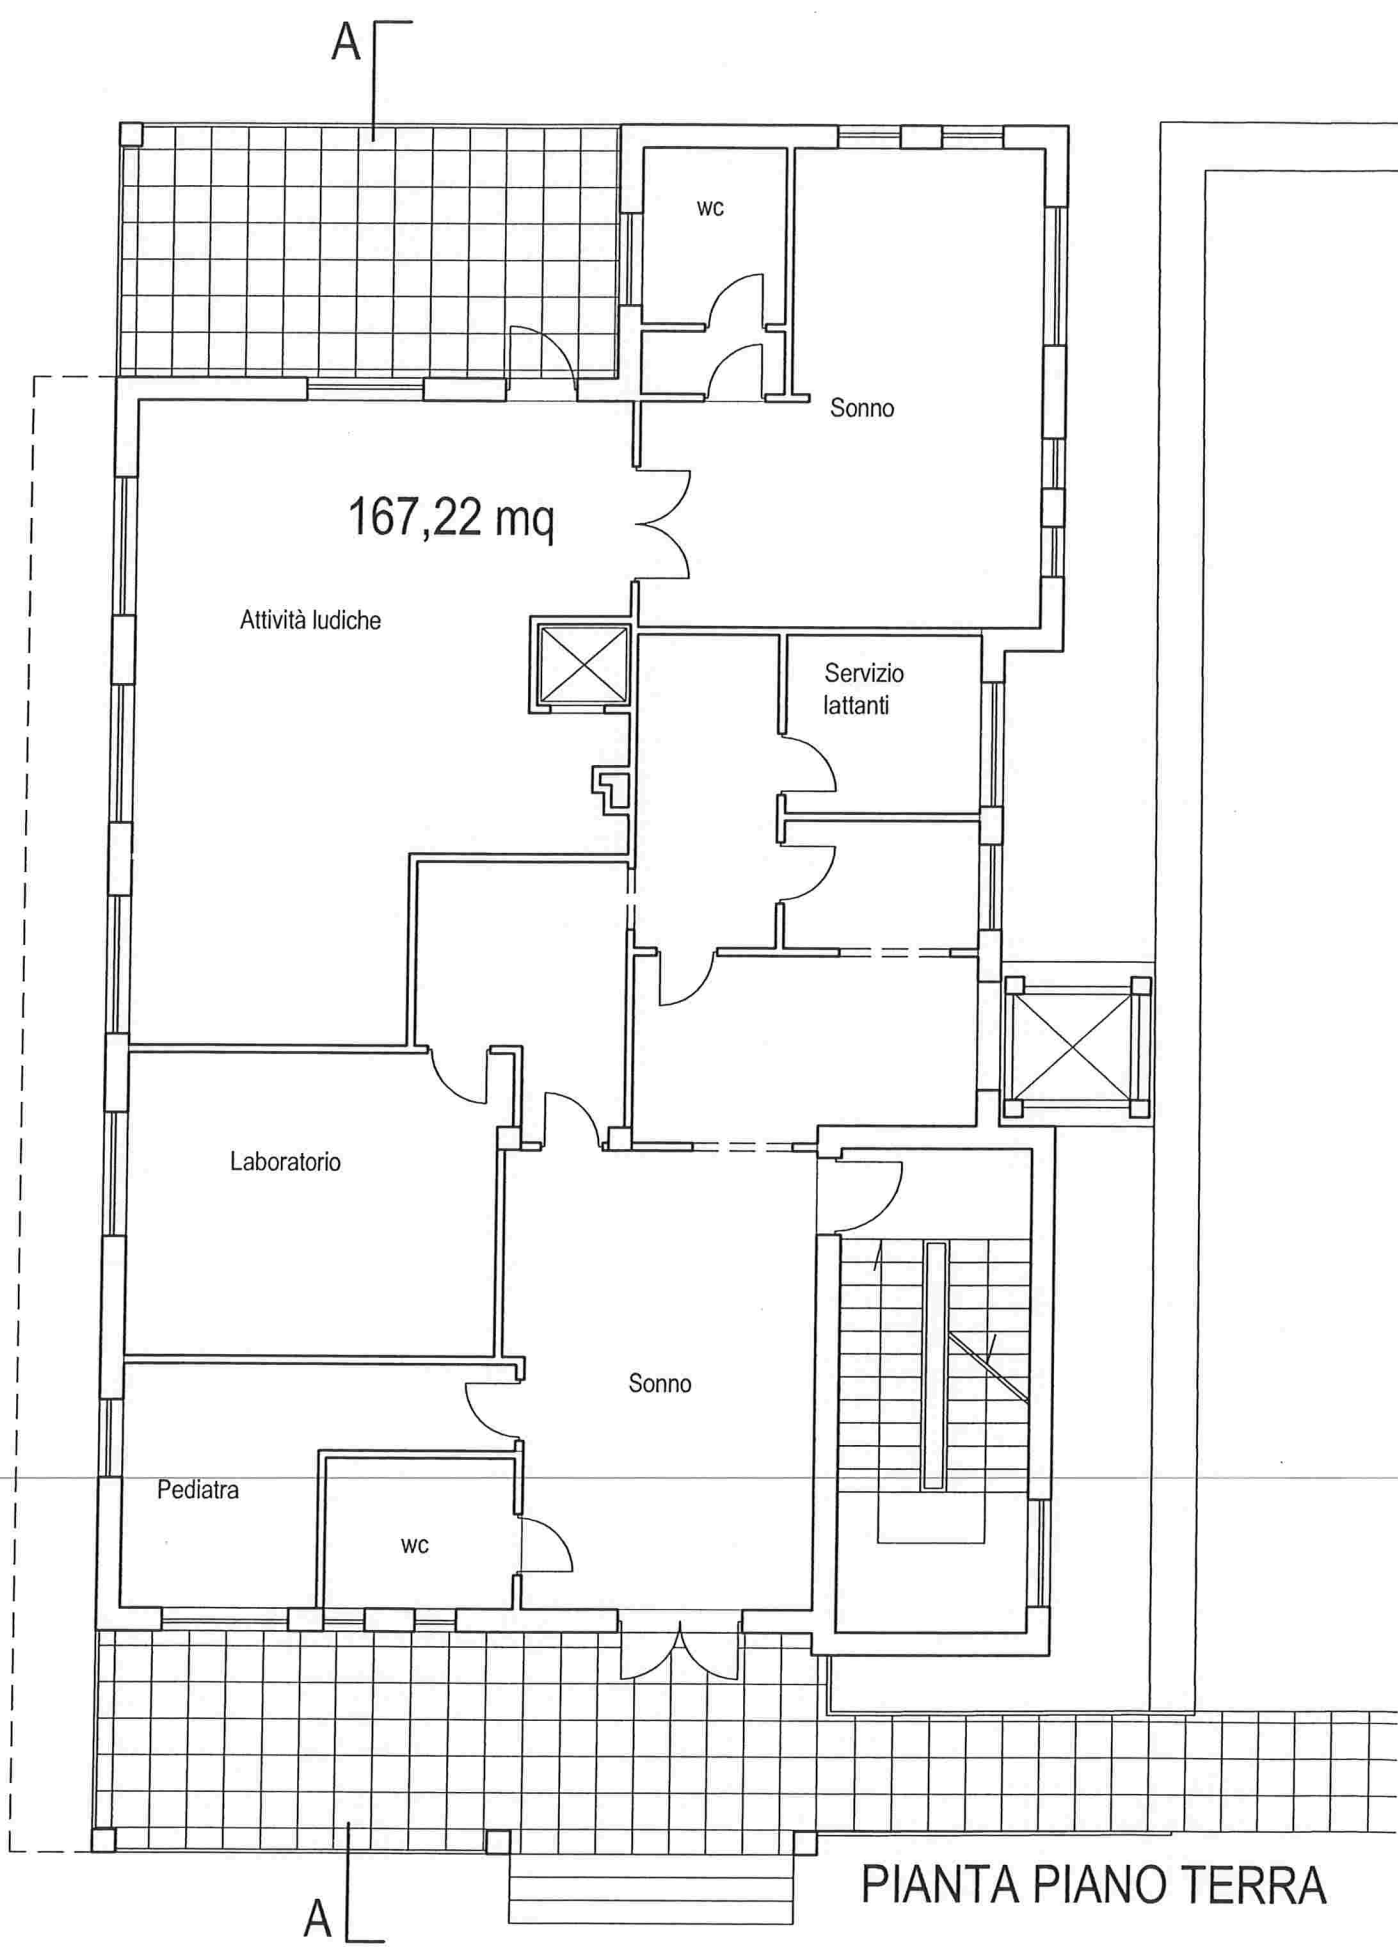 A
wc
Sonno
167,22 mq
Attività ludiche
Servizio
lattanti
Laboratorio
Sonno
Pediatra
wc
PIANTA PIANO TERRA
A